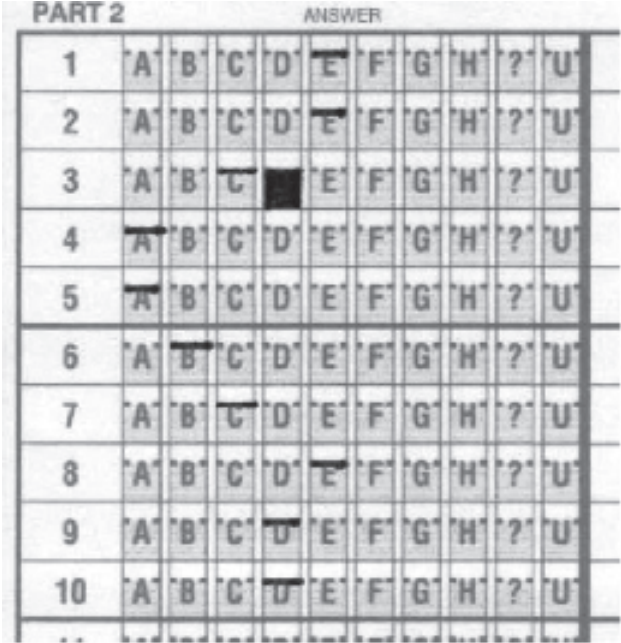 PART 2 ANSWER
1 A B C D E F G H ? U
2 A B C D E F G H ? U
3 A B C E F G H ? U
4 A B C D E F G H ? U
5 A B C D E F G H ? U
6 A B C D E F G H ? U
7 A B C D E F G H ? U
8 A B C D E F G H ? U
9 A B C D E F G H ? U
10 A B C D E F G H ? U